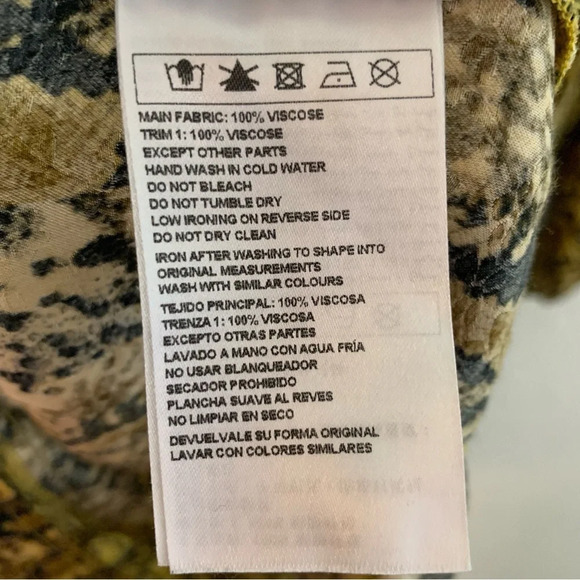 MAIN FABRIC: 100% VISCOSE
TRIM 1: 100% VISCOSE
EXCEPT OTHER PARTS
HAND WASH IN COLD WATER
DO NOT BLEACH
DO NOT TUMBLE DRY
LOW IRONING ON REVERSE SIDE
DO NOT DRY CLEAN
IRON AFTER WASHING TO SHAPE INTO
ORIGINAL MEASUREMENTS
WASH WITH SIMILAR COLOURS
TEJIDO PRINCIPAL: 100% VISCOSA
TRENZA 1: 100% VISCOSA
EXCEPTO OTRAS PARTES
LAVADO A MANO CON AGUA FRÍA
NO USAR BLANQUEADOR
SECADOR PROHIBIDO
PLANCHA SUAVE AL REVES
NO LIMPIAR EN SECO
DEVUELVALE SU FORMA ORIGINAL
LAVAR CON COLORES SIMILARES